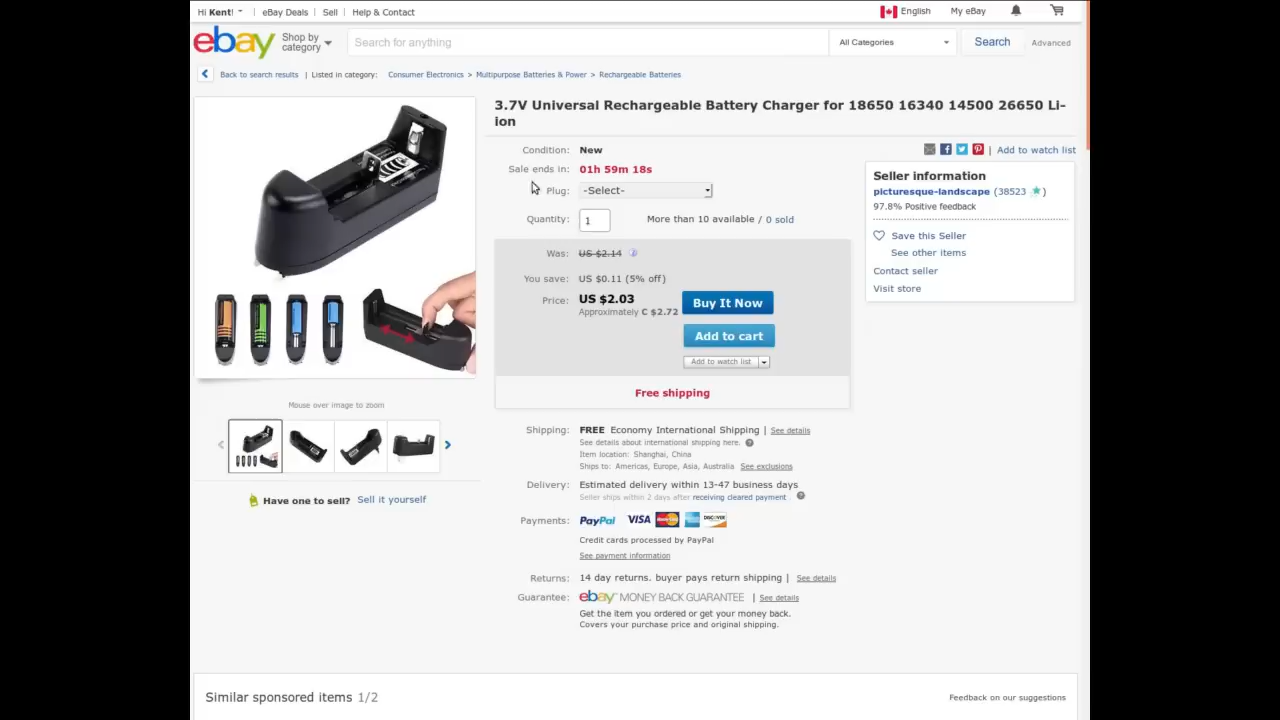 Hi Kent! eBay Deals Sell Help & Contact English My eBay
ebay Shop by category Search for anything All Categories Search Advanced
Back to search results | Listed in category: Consumer Electronics > Multipurpose Batteries & Power > Rechargeable Batteries
3.7V Universal Rechargeable Battery Charger for 18650 16340 14500 26650 Li-
ion
Condition: New
| Add to watch list
Sale ends in: 01h 59m 18s
Plug: -Select-
Quantity: 1 More than 10 available / 0 sold
Was: US $2.14
You save: US $0.11 (5% off)
Price: US $2.03 Buy It Now
Approximately C $2.72
Add to cart
Add to watch list
Free shipping
Seller information
picturesque-landscape (38523 )
97.8% Positive feedback
Save this Seller
See other items
Contact seller
Visit store
Mouse over image to zoom
Have one to sell? Sell it yourself
Shipping: FREE Economy International Shipping | See details
See details about international shipping here. ?
Item location: Shanghai, China
Ships to: Americas, Europe, Asia, Australia See exclusions
Delivery: Estimated delivery within 13-47 business days
Seller ships within 2 days after receiving cleared payment . ?
Payments: PayPal VISA MasterCard DISCOVER
Credit cards processed by PayPal
See payment information
Returns: 14 day returns. buyer pays return shipping | See details
Guarantee: ebay MONEY BACK GUARANTEE | See details
Get the item you ordered or get your money back.
Covers your purchase price and original shipping.
Similar sponsored items 1/2 Feedback on our suggestions